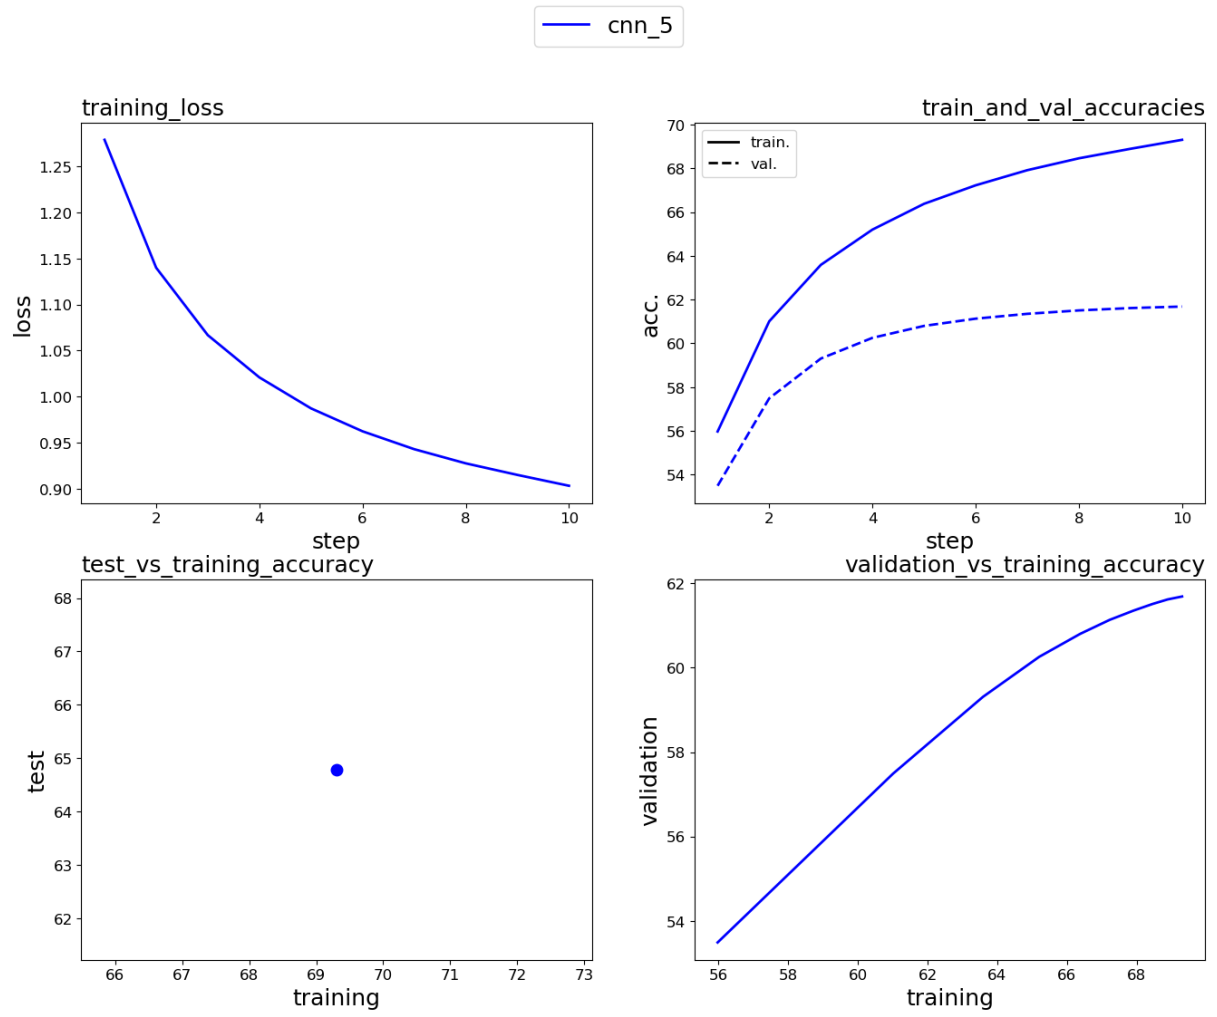 cnn_5
training_loss
1.25
1.20
1.15
1.10
1.05
1.00
0.95
0.90
loss
2 4 6 8 10
step
train_and_val_accuracies
train.
val.
70
68
66
64
62
60
58
56
54
acc.
2 4 6 8 10
step
test_vs_training_accuracy
68
67
66
65
64
63
62
test
66 67 68 69 70 71 72 73
training
validation_vs_training_accuracy
62
60
58
56
54
validation
56 58 60 62 64 66 68
training